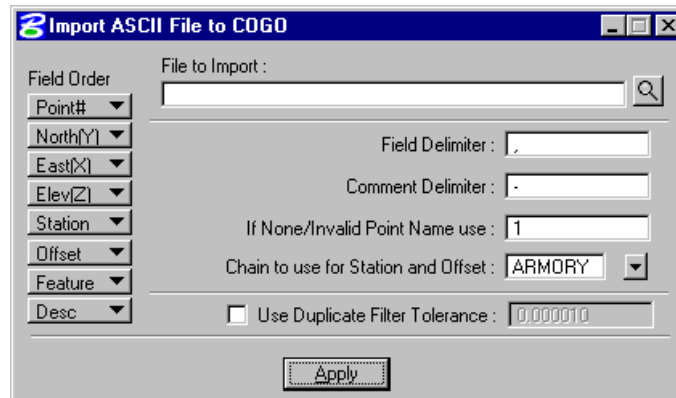 Import ASCII File to COGO
Field Order
Point#
North(Y)
East(X)
Elev(Z)
Station
Offset
Feature
Desc
File to Import :
Field Delimiter : ,
Comment Delimiter : -
If None/Invalid Point Name use : 1
Chain to use for Station and Offset : ARMORY
Use Duplicate Filter Tolerance : 0.000010
Apply